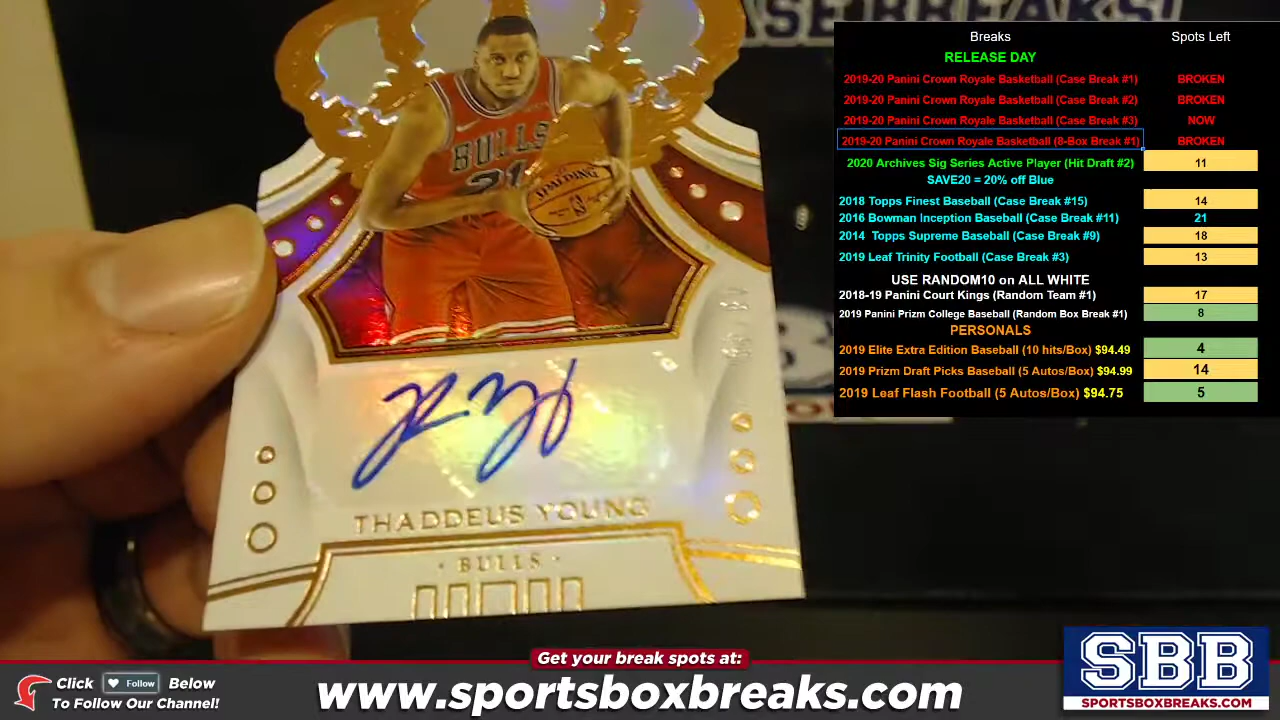 CASE BREAKS!
BULLS
21
SPALDING
THADDEUS YOUNG
· BULLS ·
Breaks Spots Left
RELEASE DAY
2019-20 Panini Crown Royale Basketball (Case Break #1) BROKEN
2019-20 Panini Crown Royale Basketball (Case Break #2) BROKEN
2019-20 Panini Crown Royale Basketball (Case Break #3) NOW
2019-20 Panini Crown Royale Basketball (8-Box Break #1) BROKEN
2020 Archives Sig Series Active Player (Hit Draft #2) 11
SAVE20 = 20% off Blue
2018 Topps Finest Baseball (Case Break #15) 14
2016 Bowman Inception Baseball (Case Break #11) 21
2014 Topps Supreme Baseball (Case Break #9) 18
2019 Leaf Trinity Football (Case Break #3) 13
USE RANDOM10 on ALL WHITE
2018-19 Panini Court Kings (Random Team #1) 17
2019 Panini Prizm College Baseball (Random Box Break #1) 8
PERSONALS
2019 Elite Extra Edition Baseball (10 hits/Box) $94.49 4
2019 Prizm Draft Picks Baseball (5 Autos/Box) $94.99 14
2019 Leaf Flash Football (5 Autos/Box) $94.75 5
Get your break spots at:
Click Follow Below
To Follow Our Channel!
www.sportsboxbreaks.com
SBB
SPORTSBOXBREAKS.COM